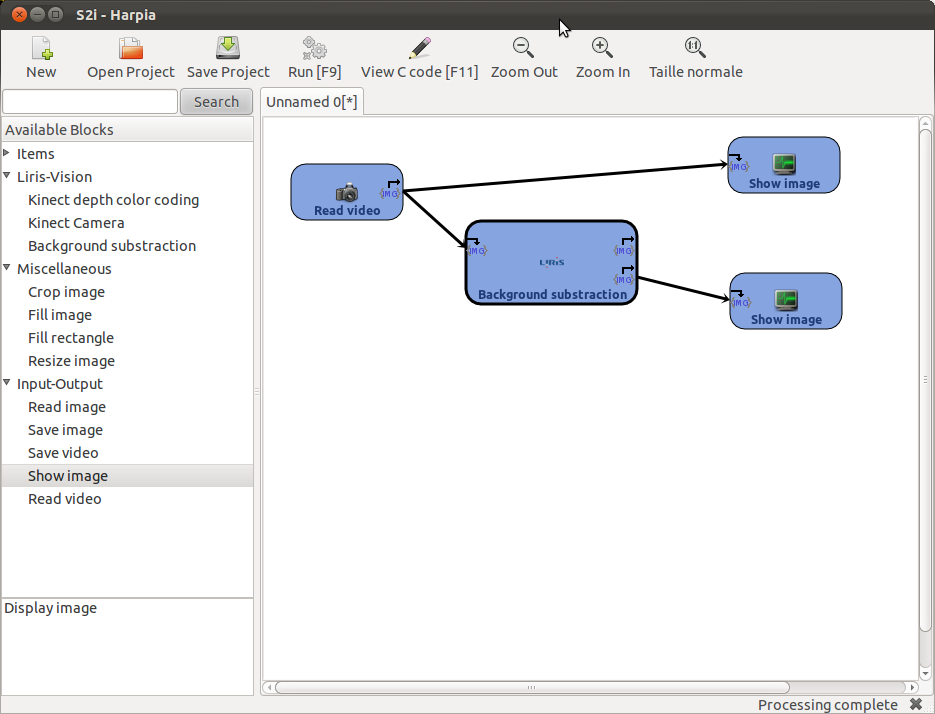 S2i - Harpia
New Open Project Save Project Run [F9] View C code [F11] Zoom Out Zoom In Taille normale
Search
Unnamed 0[*]
Available Blocks
Items
Liris-Vision
Kinect depth color coding
Kinect Camera
Background substraction
Miscellaneous
Crop image
Fill image
Fill rectangle
Resize image
Input-Output
Read image
Save image
Save video
Show image
Read video
Display image
IMG
Read video
IMG
Show image
IMG
IMG
LIRIS
IMG
Background substraction
IMG
Show image
Processing complete